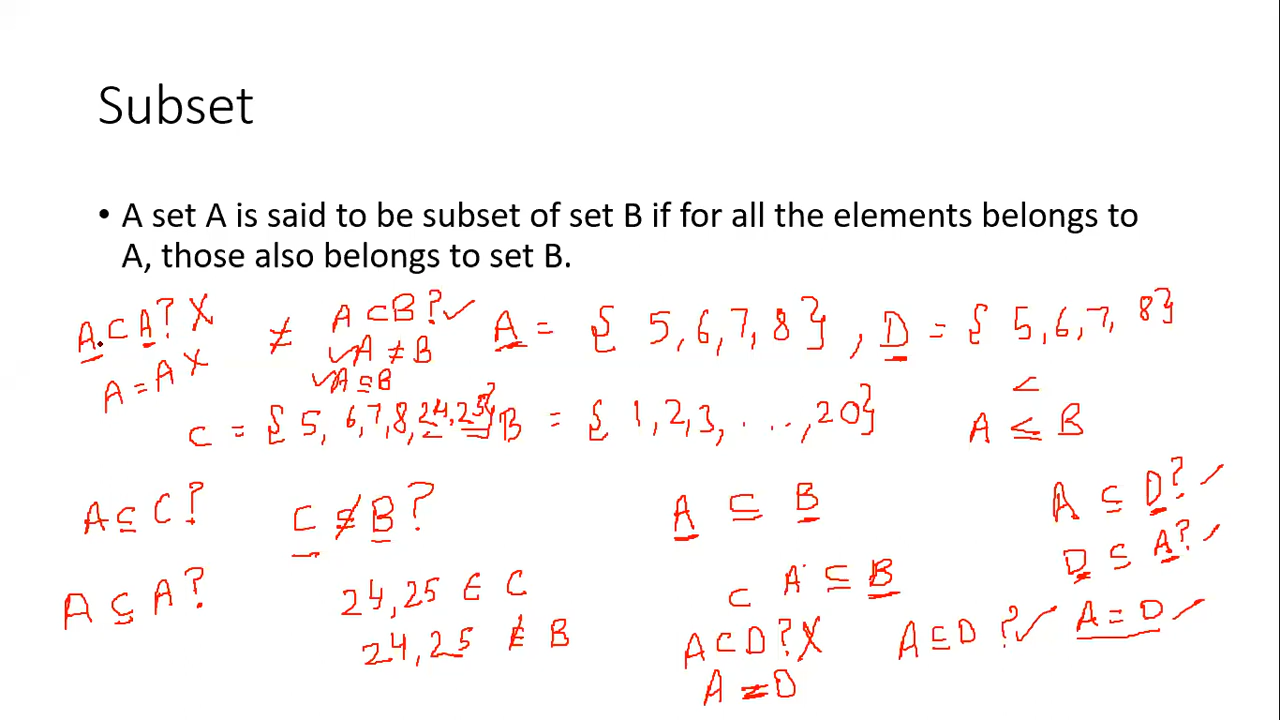 Subset
• A set A is said to be subset of set B if for all the elements belongs to
A, those also belongs to set B.
A ⊂ A? X
A = A X
≠
A ⊂ B? ✓
✓A ≠ B
✓A ⊆ B
A = { 5, 6, 7, 8 } , D = { 5, 6, 7, 8 }
C = { 5, 6, 7, 8, 24, 25 }
B = { 1, 2, 3, ...., 20 }
<
A ≤ B
A ⊆ C?
C ⊈ B?
A ⊆ B
A ⊆ D? ✓
D ⊆ A? ✓
A ⊆ A?
24, 25 ∈ C
24, 25 ∉ B
⊂ A ⊆ B
A ⊂ D? X
A = D
A ⊆ D ? ✓
A = D ✓